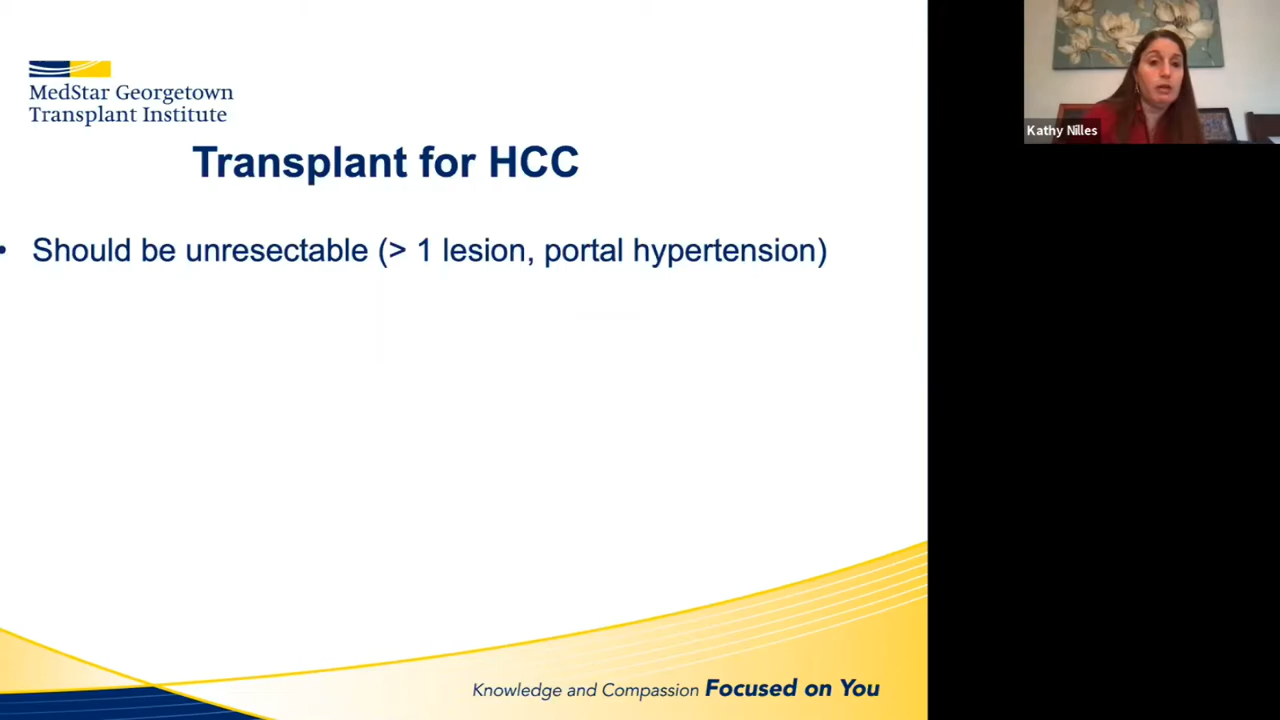 MedStar Georgetown
Transplant Institute
Transplant for HCC
• Should be unresectable (> 1 lesion, portal hypertension)
Knowledge and Compassion Focused on You
Kathy Nilles